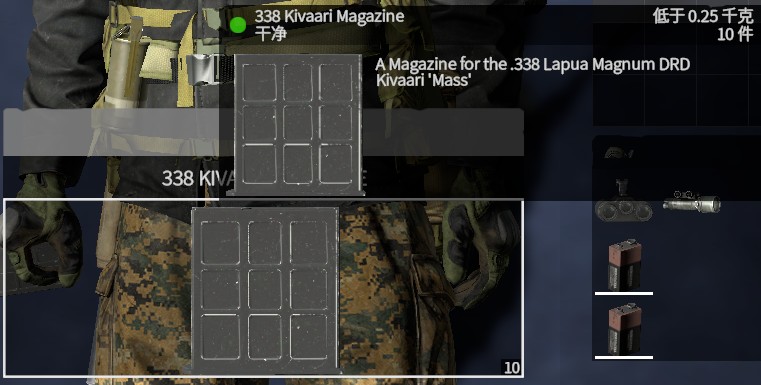 338 Kivaari Magazine
干净
低于 0.25 千克
10 件
A Magazine for the .338 Lapua Magnum DRD
Kivaari 'Mass'
338 KIVA
10